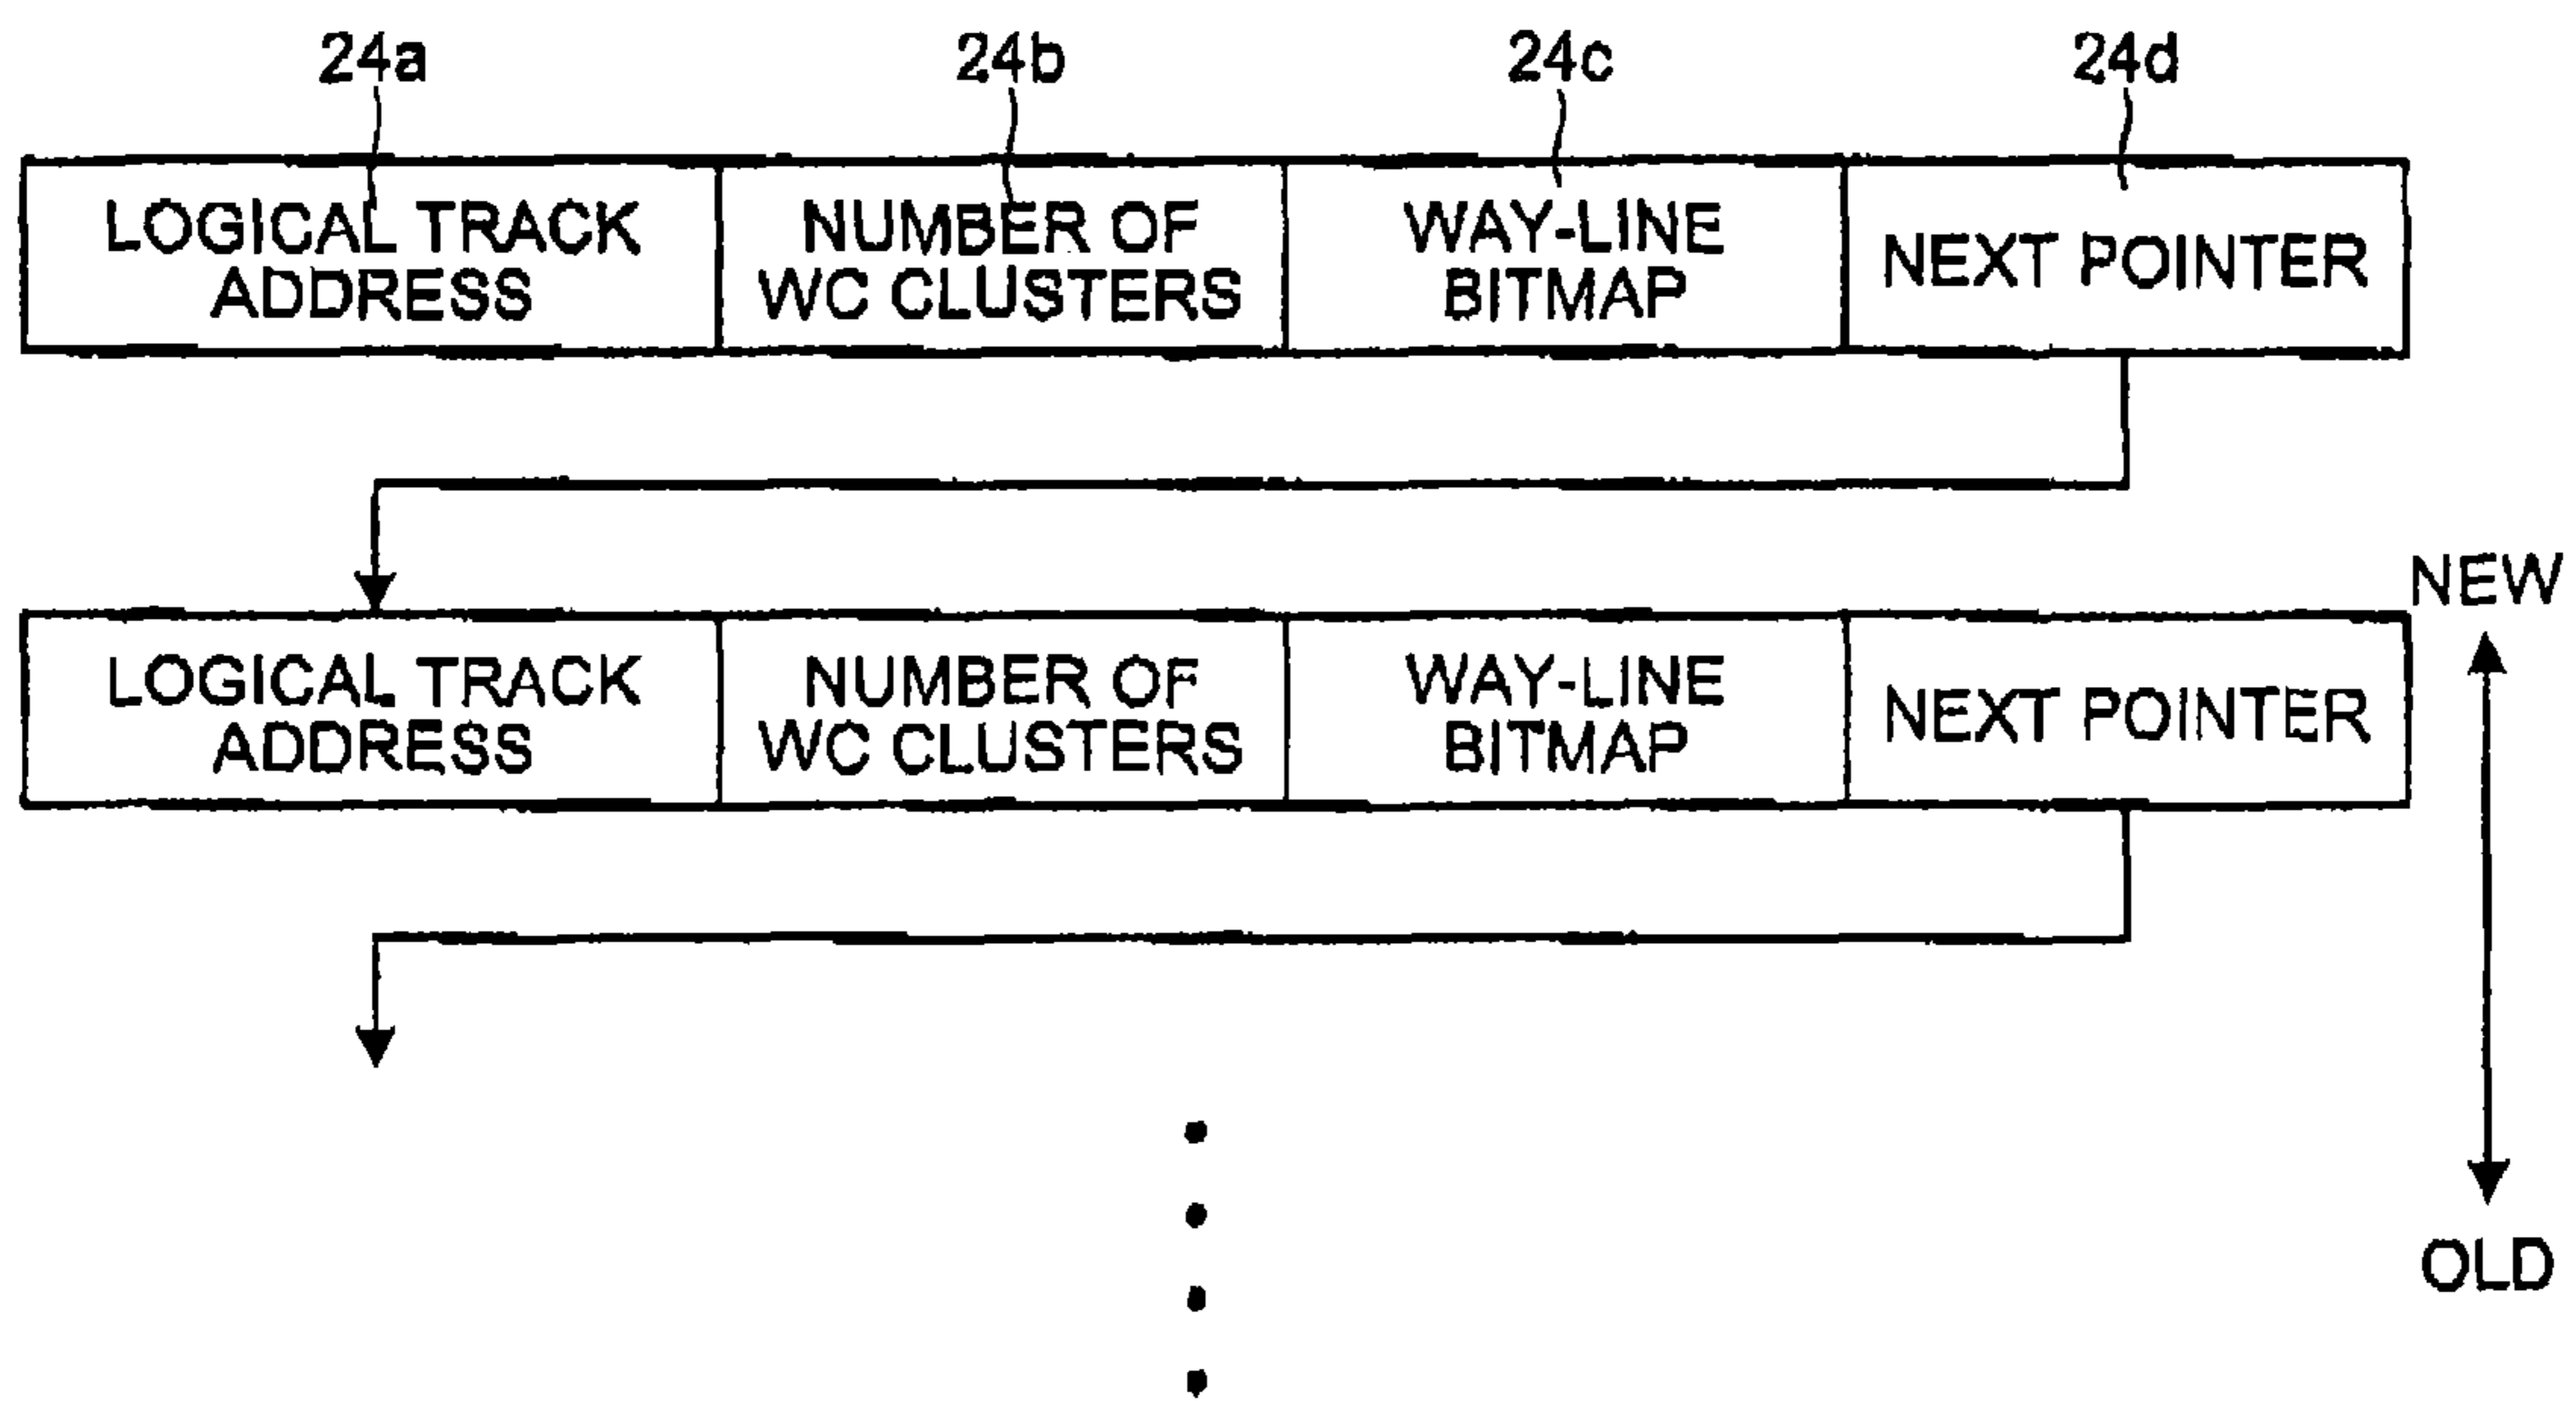 24a 24b 24c 24d
LOGICAL TRACK NUMBER OF WAY-LINE NEXT POINTER
ADDRESS WC CLUSTERS BITMAP
NEW
LOGICAL TRACK NUMBER OF WAY-LINE NEXT POINTER
ADDRESS WC CLUSTERS BITMAP
OLD